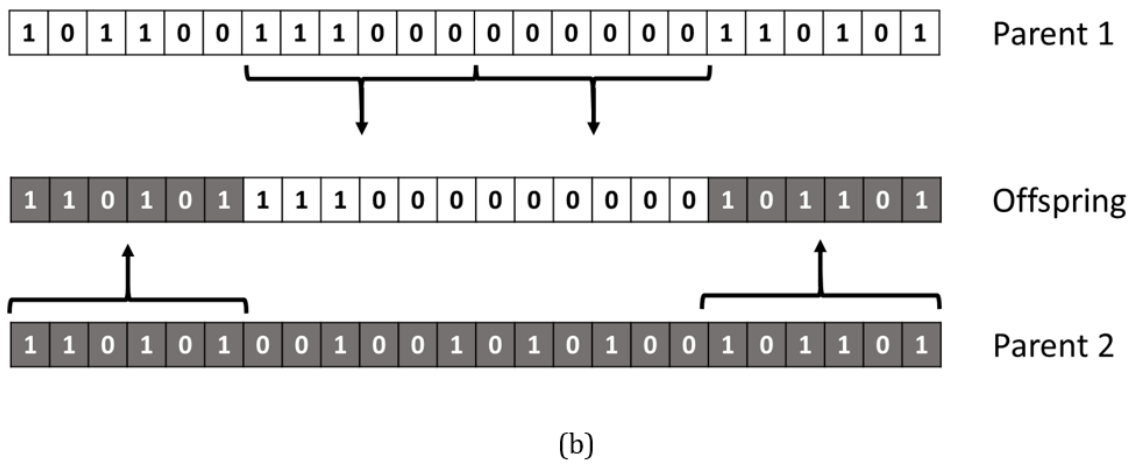 1 0 1 1 0 0 1 1 1 0 0 0 0 0 0 0 0 0 1 1 0 1 0 1 Parent 1
1 1 0 1 0 1 1 1 1 0 0 0 0 0 0 0 0 0 1 0 1 1 0 1 Offspring
1 1 0 1 0 1 0 0 1 0 0 1 0 1 0 1 0 0 1 0 1 1 0 1 Parent 2
(b)